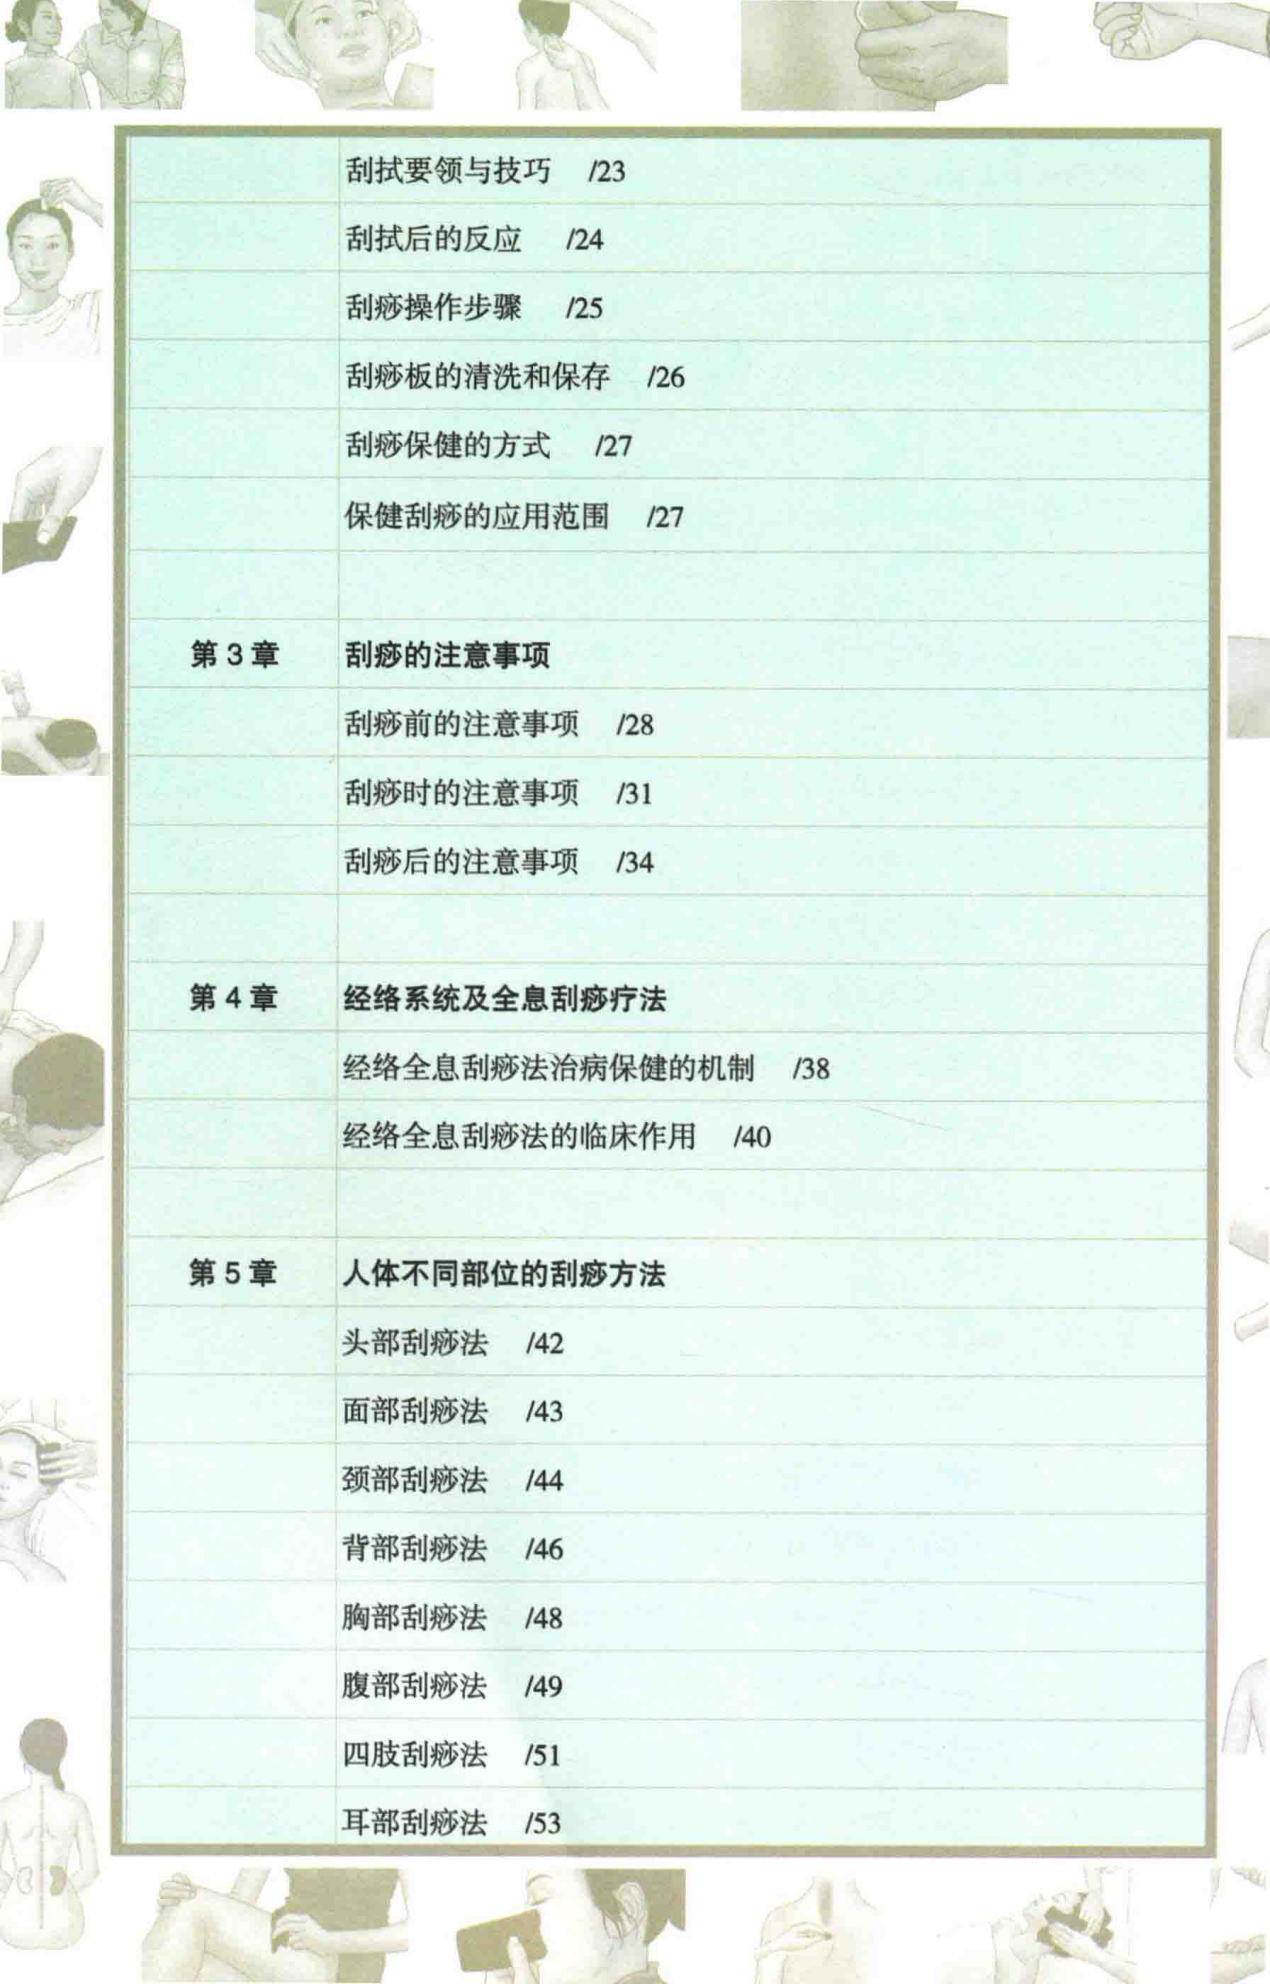 刮拭要领与技巧 /23
刮拭后的反应 /24
刮痧操作步骤 /25
刮痧板的清洗和保存 /26
刮痧保健的方式 /27
保健刮痧的应用范围 /27
第3章 刮痧的注意事项
刮痧前的注意事项 /28
刮痧时的注意事项 /31
刮痧后的注意事项 /34
第4章 经络系统及全息刮痧疗法
经络全息刮痧法治病保健的机制 /38
经络全息刮痧法的临床作用 /40
第5章 人体不同部位的刮痧方法
头部刮痧法 /42
面部刮痧法 /43
颈部刮痧法 /44
背部刮痧法 /46
胸部刮痧法 /48
腹部刮痧法 /49
四肢刮痧法 /51
耳部刮痧法 /53